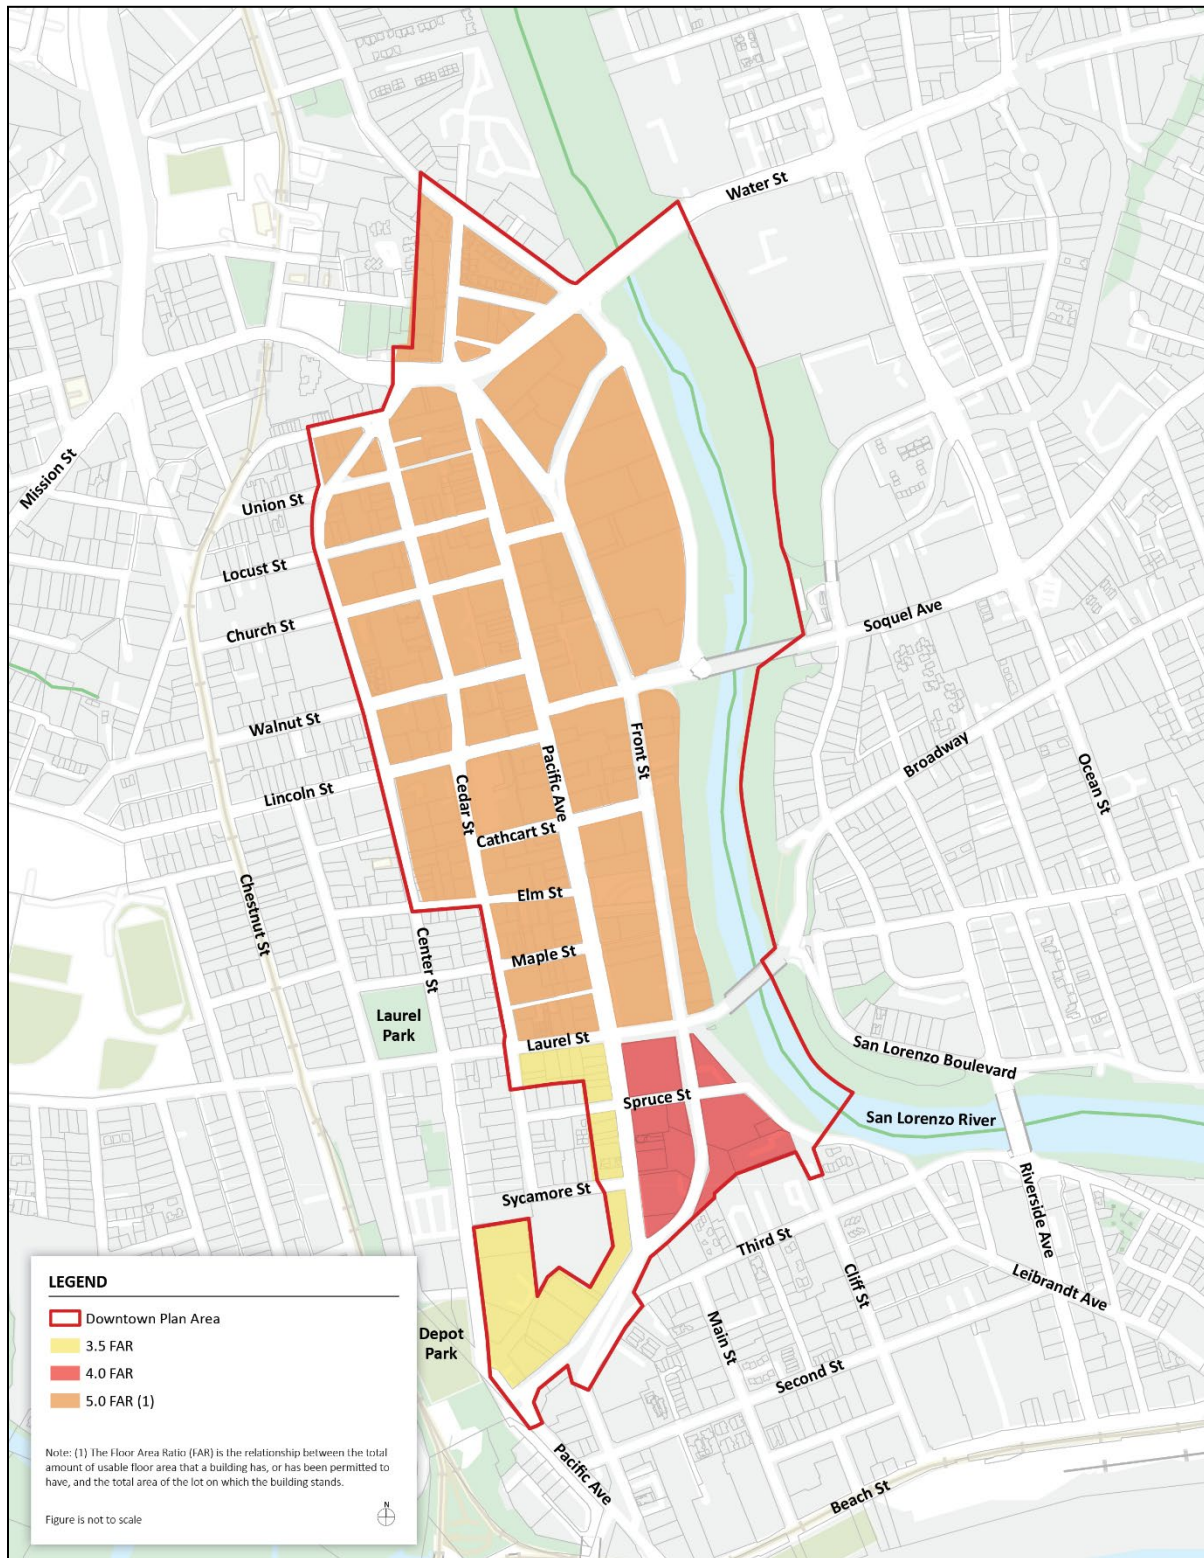 Water St
Mission St
Union St
Locust St
Church St
Soquel Ave
Walnut St
Lincoln St
Front St
Pacific Ave
Cedar St
Broadway
Ocean St
Cathcart St
Elm St
Chestnut St
Center St
Maple St
Laurel
Park
Laurel St
San Lorenzo Boulevard
Spruce St
San Lorenzo River
Sycamore St
Riverside Ave
Third St
Cliff St
Leibrandt Ave
Main St
Depot
Park
Second St
Pacific Ave
Beach St
LEGEND
Downtown Plan Area
3.5 FAR
4.0 FAR
5.0 FAR (1)
Note: (1) The Floor Area Ratio (FAR) is the relationship between the total
amount of usable floor area that a building has, or has been permitted to
have, and the total area of the lot on which the building stands.
Figure is not to scale
N